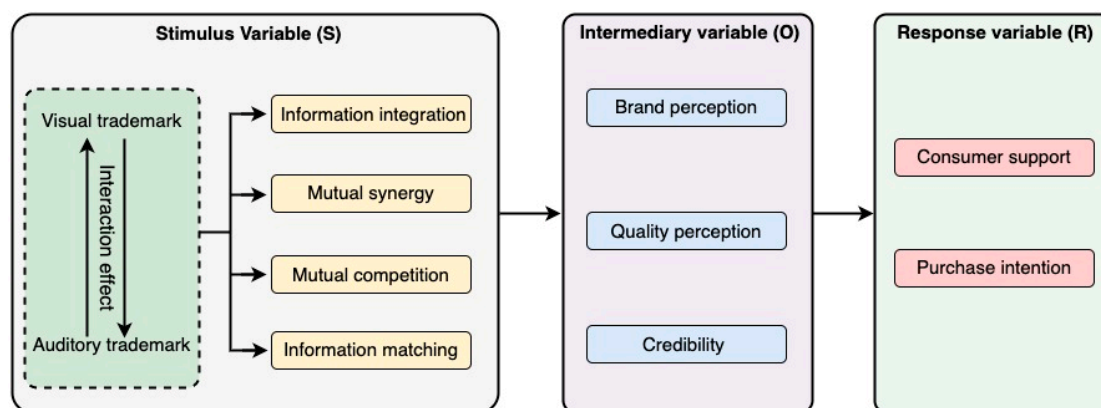 Stimulus Variable (S)
Visual trademark
Interaction effect
Auditory trademark
Information integration
Mutual synergy
Mutual competition
Information matching
Intermediary variable (O)
Brand perception
Quality perception
Credibility
Response variable (R)
Consumer support
Purchase intention